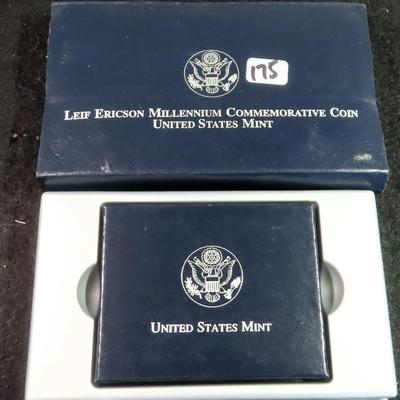 175
LEIF ERICSON MILLENNIUM COMMEMORATIVE COIN
UNITED STATES MINT
UNITED STATES MINT